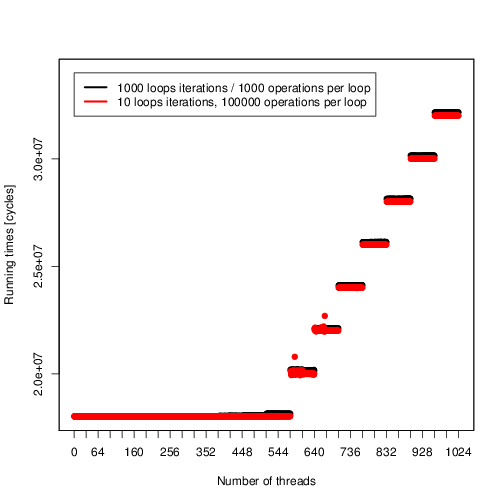 1000 loops iterations / 1000 operations per loop
10 loops iterations, 100000 operations per loop
Running times [cycles]
3.0e+07
2.5e+07
2.0e+07
0 64 160 256 352 448 544 640 736 832 928 1024
Number of threads